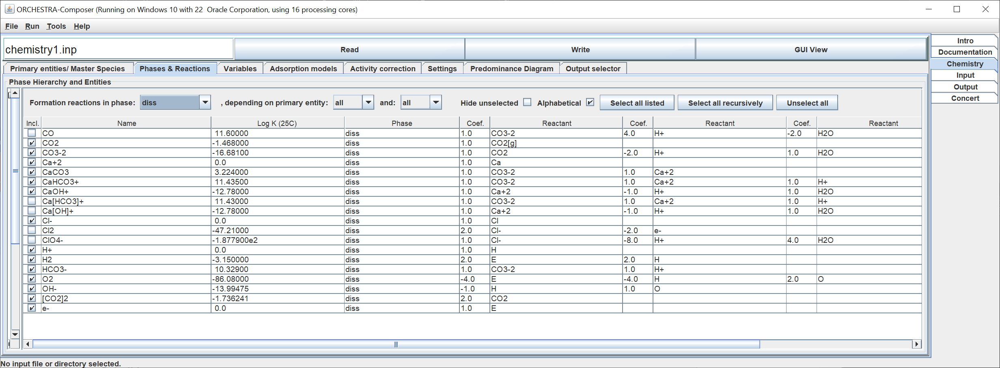 ORCHESTRA-Composer (Running on Windows 10 with 22  Oracle Corporation, using 16 processing cores)
File Run Tools Help
chemistry1.inp Read Write GUI View
Intro
Documentation
Chemistry
Input
Output
Concert
Primary entities/ Master Species Phases & Reactions Variables Adsorption models Activity correction Settings Predominance Diagram Output selector
Phase Hierarchy and Entities
Formation reactions in phase: diss , depending on primary entity: all and: all Hide unselected Alphabetical Select all listed Select all recursively Unselect all
Incl. Name Log K (25C) Phase Coef. Reactant Coef. Reactant Coef. Reactant
CO 11.60000 diss 1.0 CO3-2 4.0 H+ -2.0 H2O
CO2 -1.468000 diss 1.0 CO2[g]
CO3-2 -16.68100 diss 1.0 CO2 -2.0 H+ 1.0 H2O
Ca+2 0.0 diss 1.0 Ca
CaCO3 3.224000 diss 1.0 CO3-2 1.0 Ca+2
CaHCO3+ 11.43500 diss 1.0 CO3-2 1.0 Ca+2 1.0 H+
CaOH+ -12.78000 diss 1.0 Ca+2 -1.0 H+ 1.0 H2O
Ca[HCO3]+ 11.43000 diss 1.0 CO3-2 1.0 Ca+2 1.0 H+
Ca[OH]+ -12.78000 diss 1.0 Ca+2 -1.0 H+ 1.0 H2O
Cl- 0.0 diss 1.0 Cl
Cl2 -47.21000 diss 2.0 Cl- -2.0 e-
ClO4- -1.877900e2 diss 1.0 Cl- -8.0 H+ 4.0 H2O
H+ 0.0 diss 1.0 H
H2 -3.150000 diss 2.0 E 2.0 H
HCO3- 10.32900 diss 1.0 CO3-2 1.0 H+
O2 -86.08000 diss -4.0 E -4.0 H 2.0 O
OH- -13.99475 diss -1.0 H 1.0 O
[CO2]2 -1.736241 diss 2.0 CO2
e- 0.0 diss 1.0 E
No input file or directory selected.